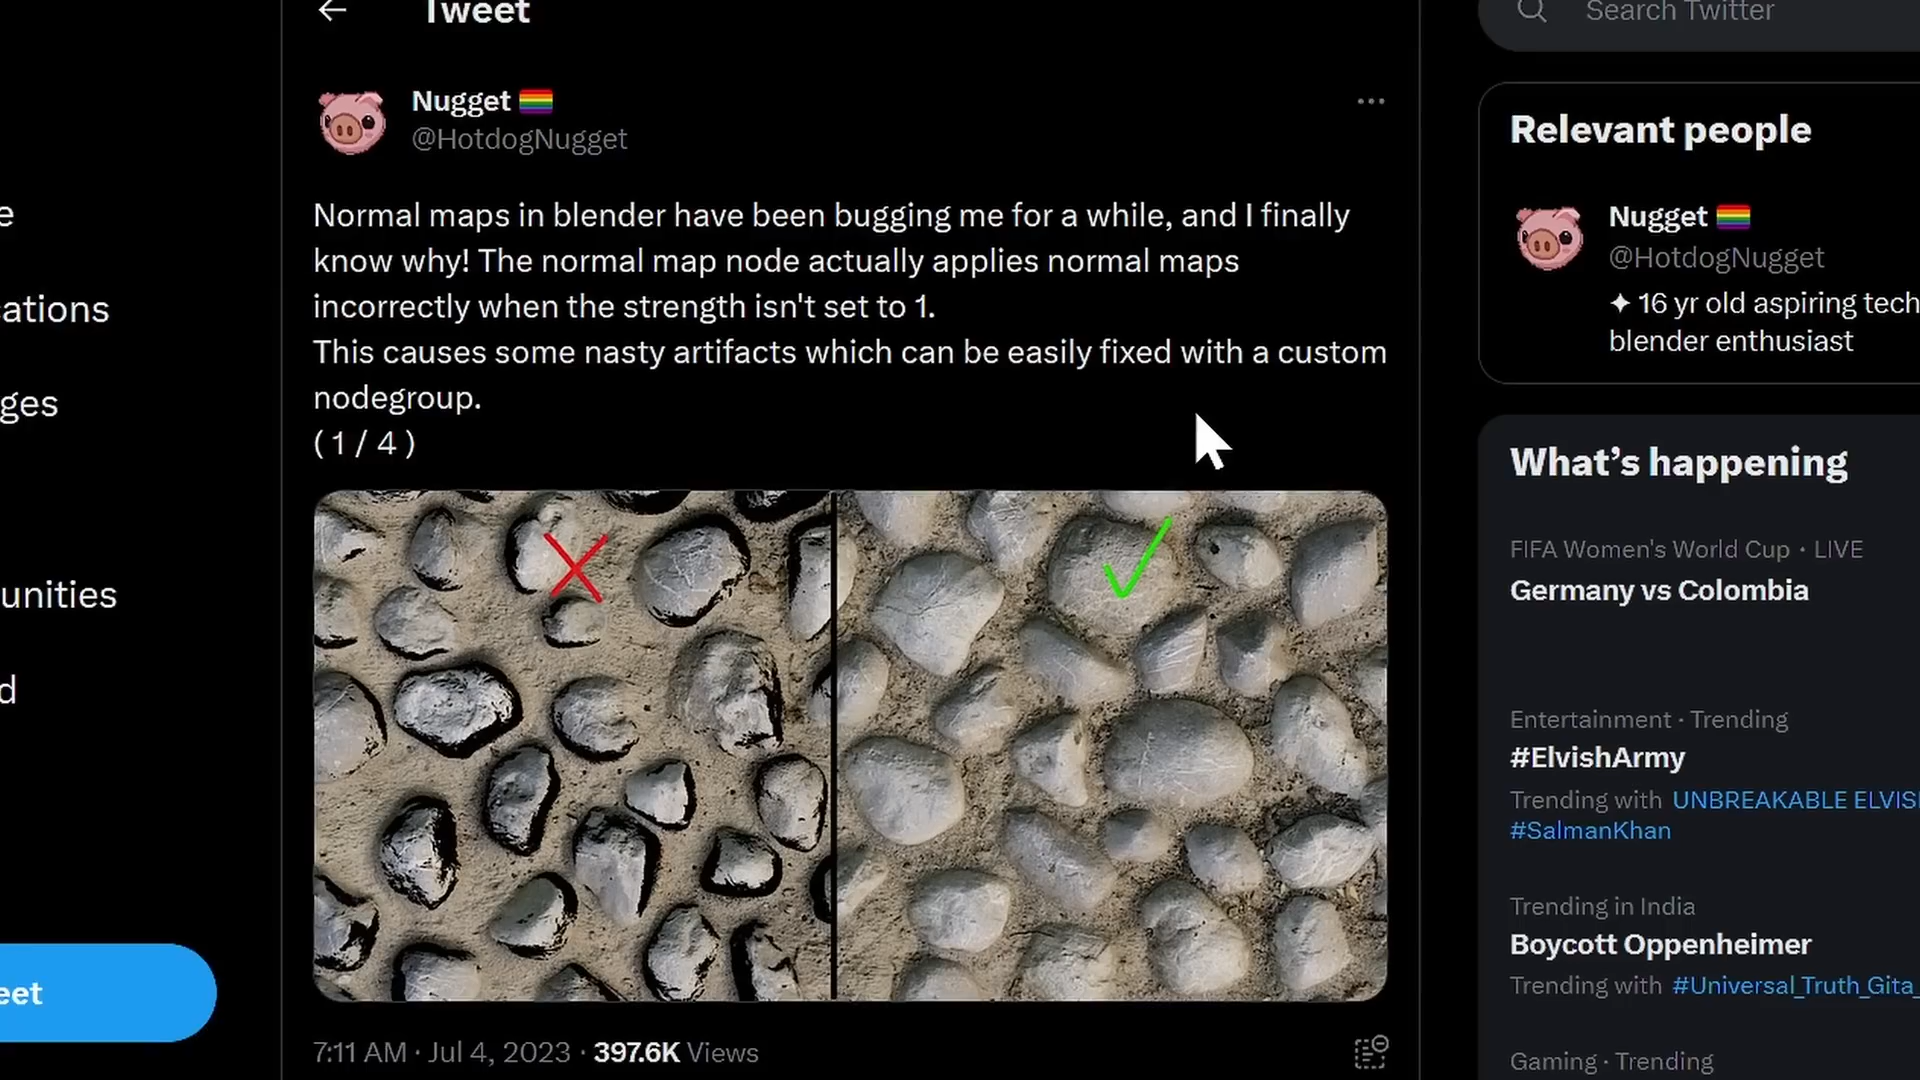 Tweet
Search Twitter
Nugget 🏳️‍🌈
@HotdogNugget
Normal maps in blender have been bugging me for a while, and I finally
know why! The normal map node actually applies normal maps
incorrectly when the strength isn't set to 1.
This causes some nasty artifacts which can be easily fixed with a custom
nodegroup.
( 1 / 4 )
7:11 AM · Jul 4, 2023 · 397.6K Views
e
ations
ges
unities
d
eet
Relevant people
Nugget 🏳️‍🌈
@HotdogNugget
✦ 16 yr old aspiring tech
blender enthusiast
What's happening
FIFA Women's World Cup · LIVE
Germany vs Colombia
Entertainment · Trending
#ElvishArmy
Trending with UNBREAKABLE ELVIS
#SalmanKhan
Trending in India
Boycott Oppenheimer
Trending with #Universal_Truth_Gita_
Gaming · Trending